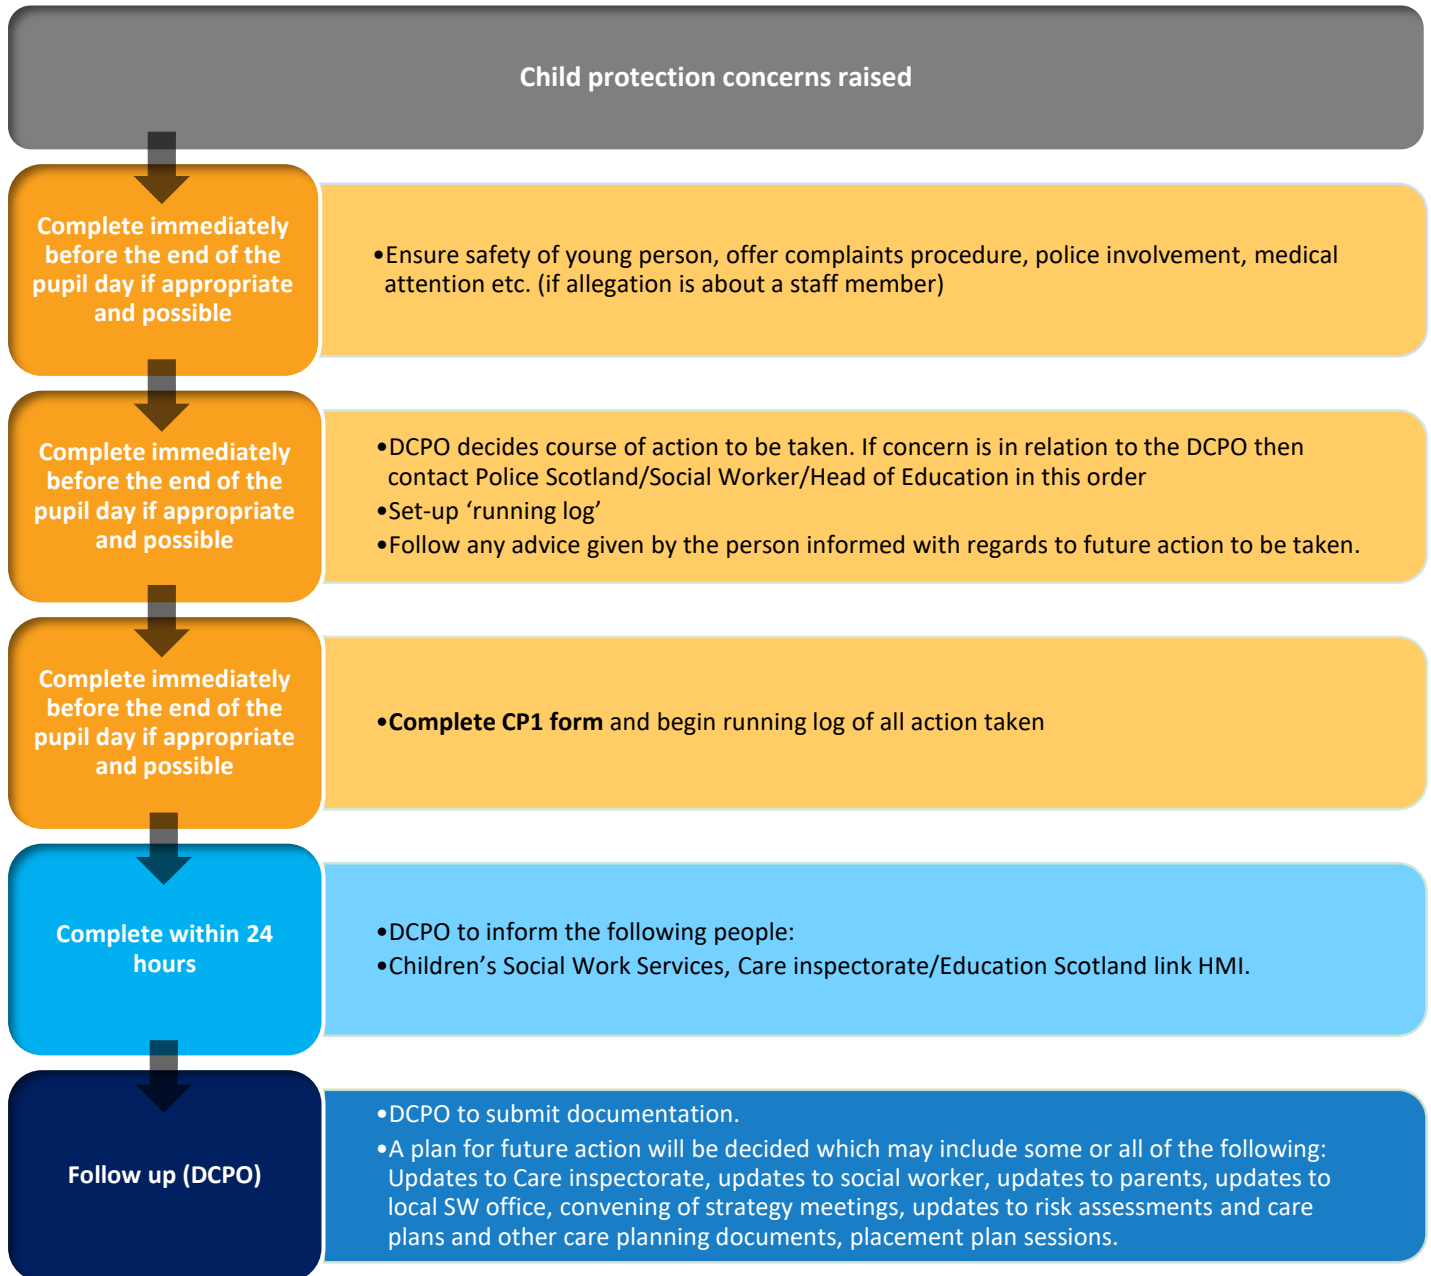 Child protection concerns raised
Complete immediately
before the end of the
pupil day if appropriate
and possible
•Ensure safety of young person, offer complaints procedure, police involvement, medical
attention etc. (if allegation is about a staff member)
Complete immediately
before the end of the
pupil day if appropriate
and possible
•DCPO decides course of action to be taken. If concern is in relation to the DCPO then
contact Police Scotland/Social Worker/Head of Education in this order
•Set-up ‘running log’
•Follow any advice given by the person informed with regards to future action to be taken.
Complete immediately
before the end of the
pupil day if appropriate
and possible
•Complete CP1 form and begin running log of all action taken
Complete within 24
hours
•DCPO to inform the following people:
•Children’s Social Work Services, Care inspectorate/Education Scotland link HMI.
Follow up (DCPO)
•DCPO to submit documentation.
•A plan for future action will be decided which may include some or all of the following:
Updates to Care inspectorate, updates to social worker, updates to parents, updates to
local SW office, convening of strategy meetings, updates to risk assessments and care
plans and other care planning documents, placement plan sessions.